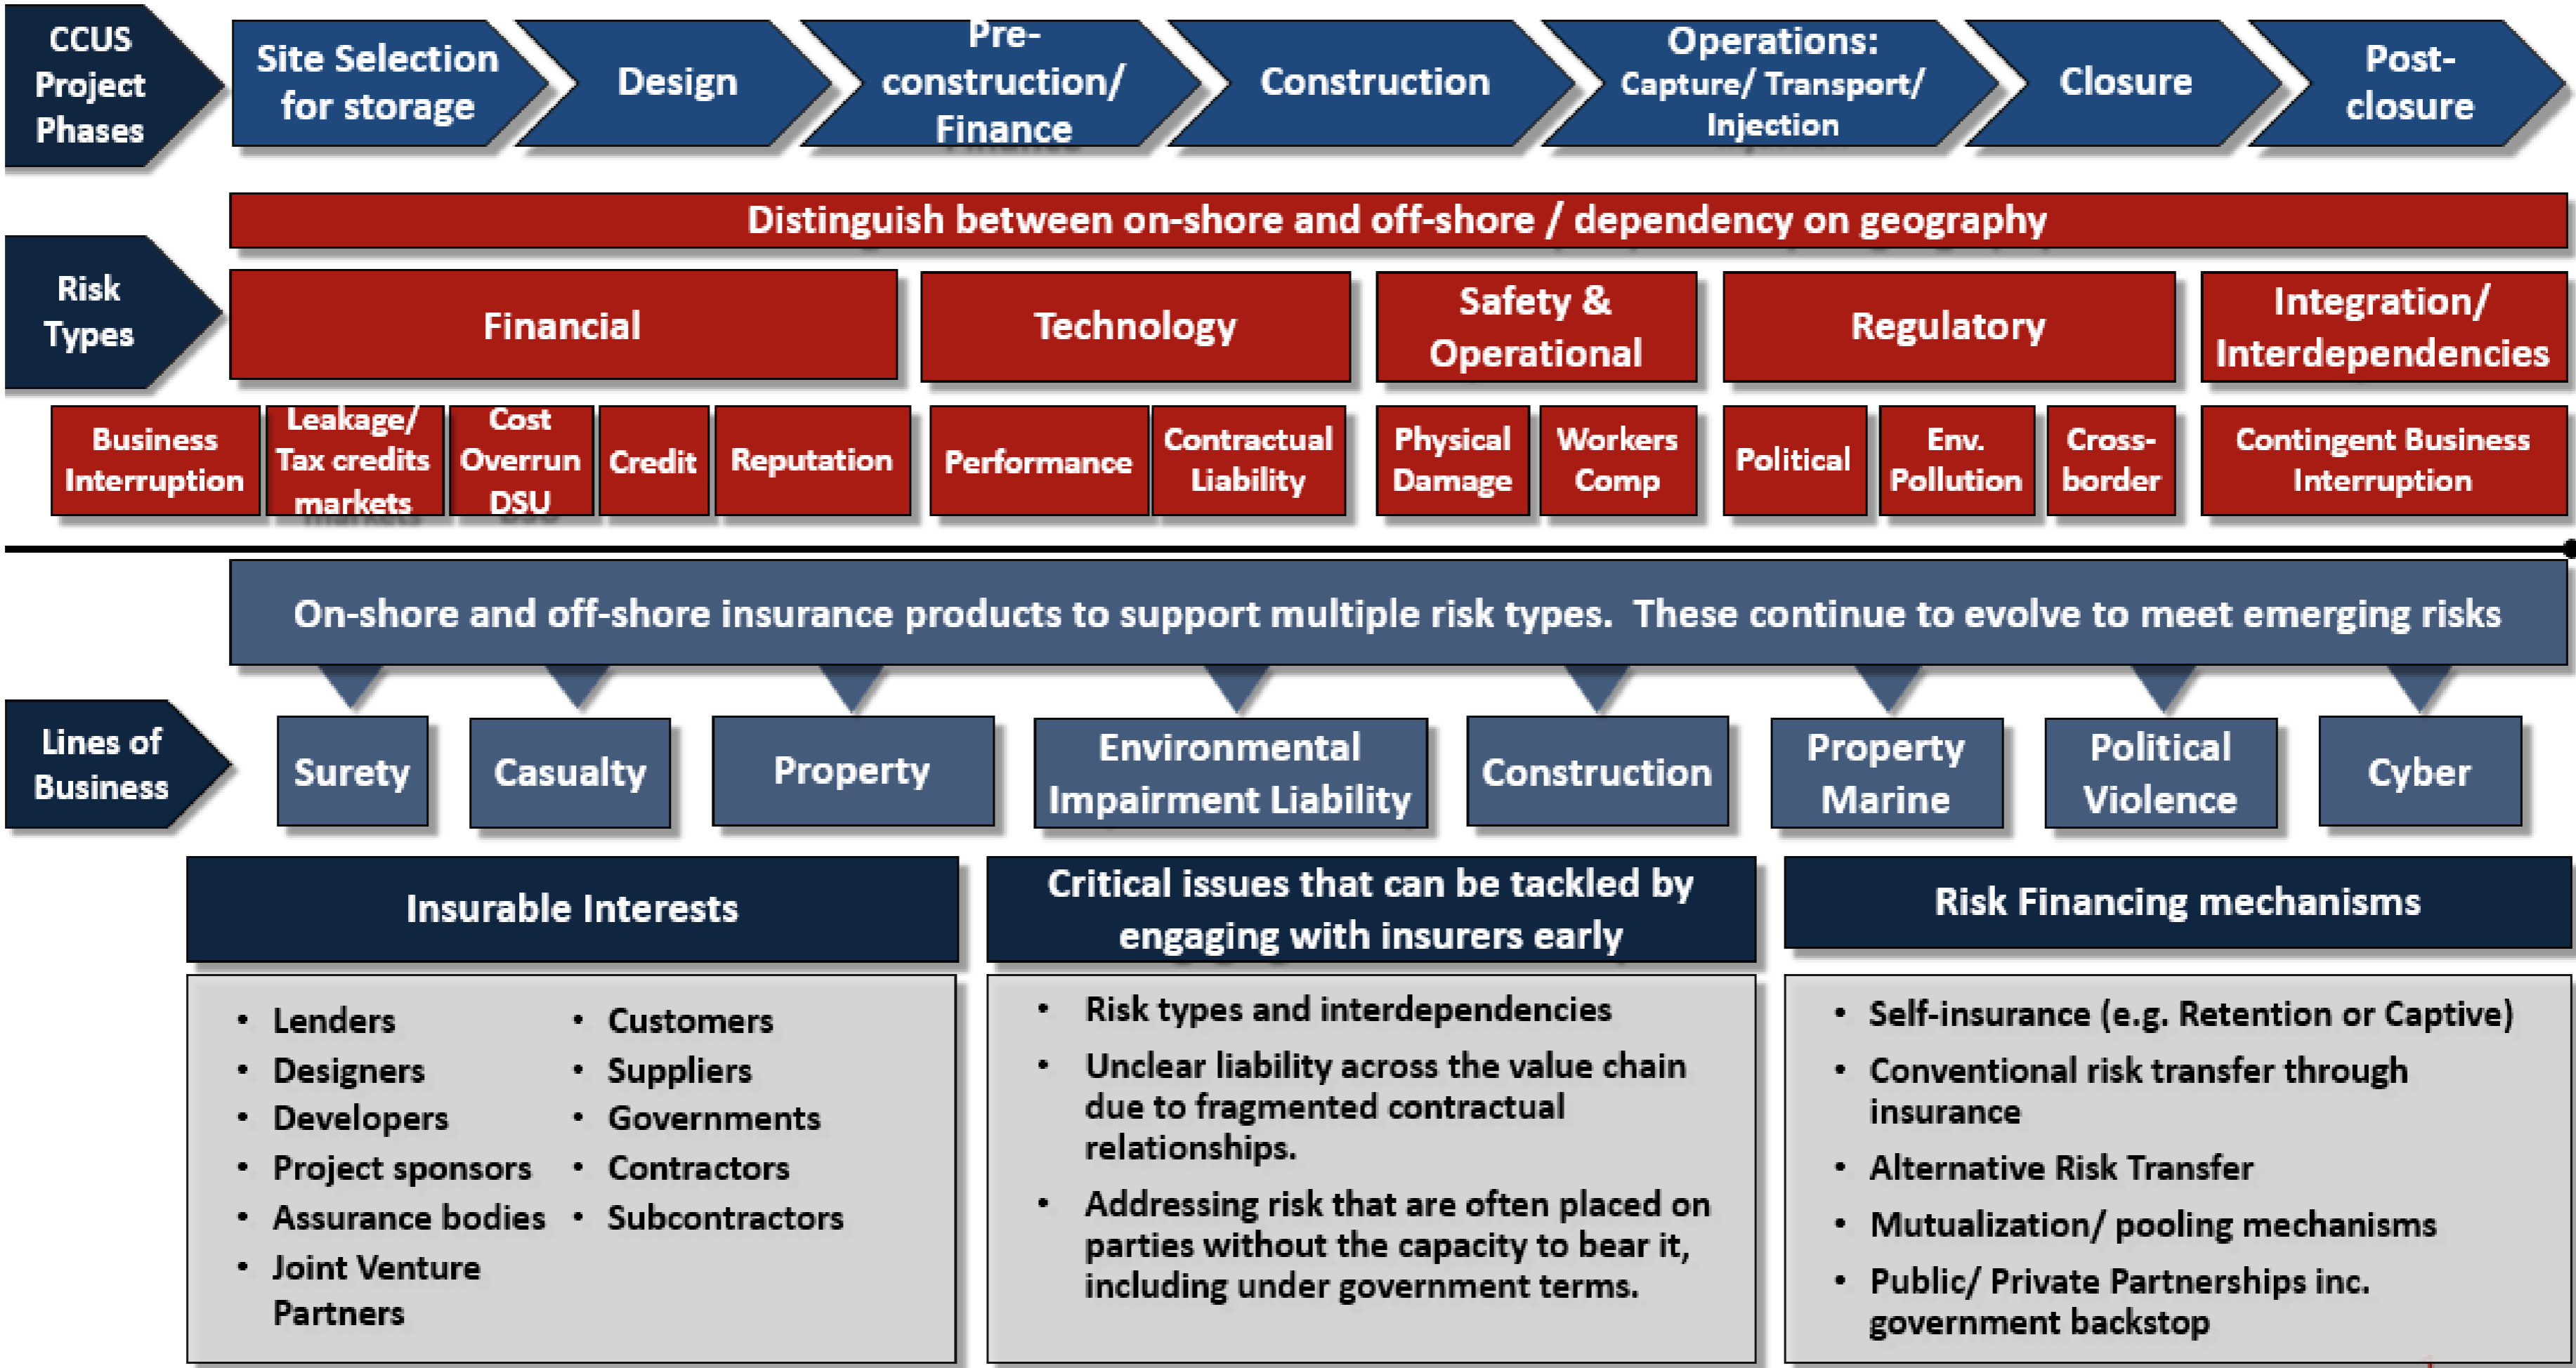 CCUS
Project
Phases
Site Selection
for storage
Design
Pre-
construction/
Finance
Construction
Operations:
Capture/ Transport/
Injection
Closure
Post-
closure
Distinguish between on-shore and off-shore / dependency on geography
Risk
Types
Financial
Technology
Safety &
Operational
Regulatory
Integration/
Interdependencies
Business
Interruption
Leakage/
Tax credits
markets
Cost
Overrun
DSU
Credit
Reputation
Performance
Contractual
Liability
Physical
Damage
Workers
Comp
Political
Env.
Pollution
Cross-
border
Contingent Business
Interruption
On-shore and off-shore insurance products to support multiple risk types. These continue to evolve to meet emerging risks
Lines of
Business
Surety
Casualty
Property
Environmental
Impairment Liability
Construction
Property
Marine
Political
Violence
Cyber
Insurable Interests
• Lenders
• Designers
• Developers
• Project sponsors
• Assurance bodies
• Joint Venture
Partners
• Customers
• Suppliers
• Governments
• Contractors
• Subcontractors
Critical issues that can be tackled by
engaging with insurers early
• Risk types and interdependencies
• Unclear liability across the value chain
due to fragmented contractual
relationships.
• Addressing risk that are often placed on
parties without the capacity to bear it,
including under government terms.
Risk Financing mechanisms
• Self-insurance (e.g. Retention or Captive)
• Conventional risk transfer through
insurance
• Alternative Risk Transfer
• Mutualization/ pooling mechanisms
• Public/ Private Partnerships inc.
government backstop